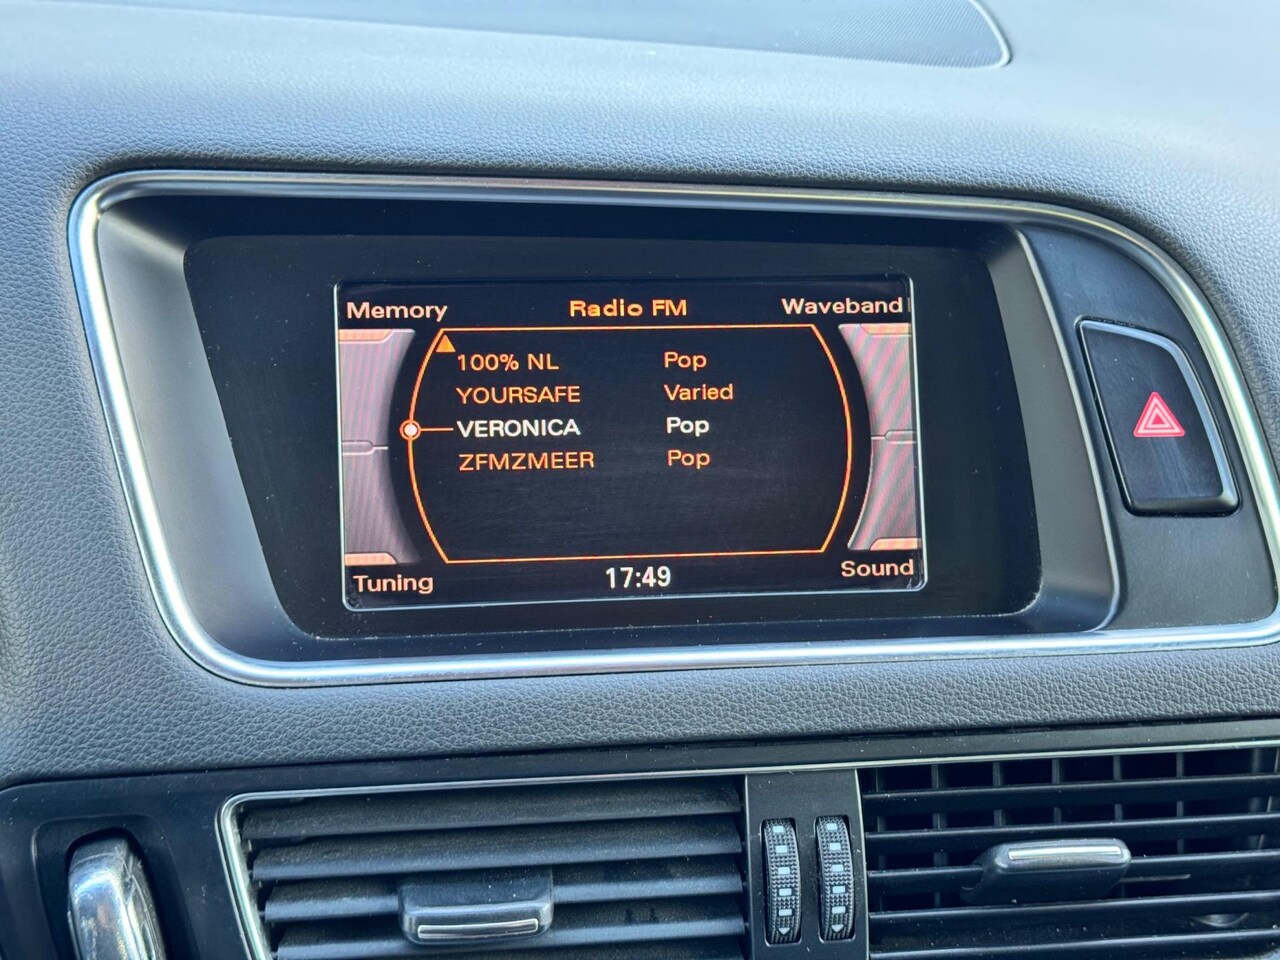 Memory Radio FM Waveband
100% NL Pop
YOURSAFE Varied
VERONICA Pop
ZFMZMEER Pop
Tuning 17:49 Sound